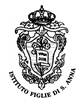 ISTITUTO FIGLIE DI S. ANNA